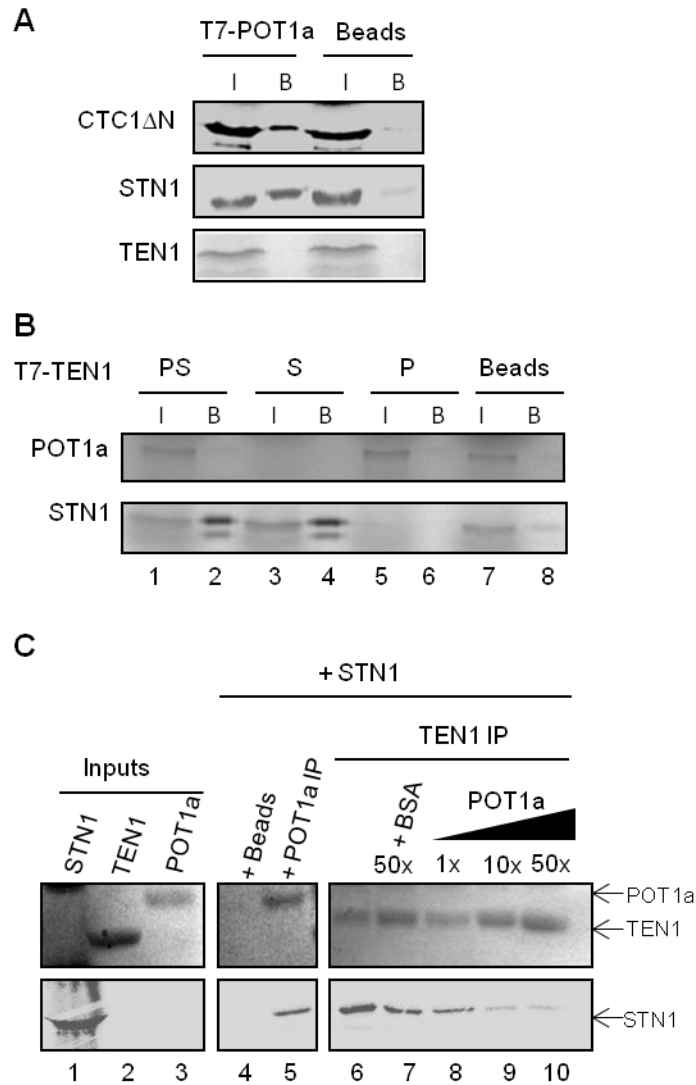 A
T7-POT1a Beads
I B I B
CTC1ΔN
STN1
TEN1
B
T7-TEN1 PS S P Beads
I B I B I B I B
POT1a
STN1
1 2 3 4 5 6 7 8
C
+ STN1
TEN1 IP
Inputs
STN1 TEN1 POT1a + Beads + POT1a IP + BSA POT1a
50x 1x 10x 50x
POT1a
TEN1
STN1
1 2 3 4 5 6 7 8 9 10